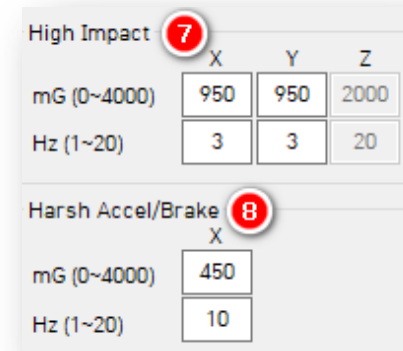 High Impact 7
X Y Z
mG (0~4000) 950 950 2000
Hz (1~20) 3 3 20
Harsh Accel/Brake 8
X
mG (0~4000) 450
Hz (1~20) 10